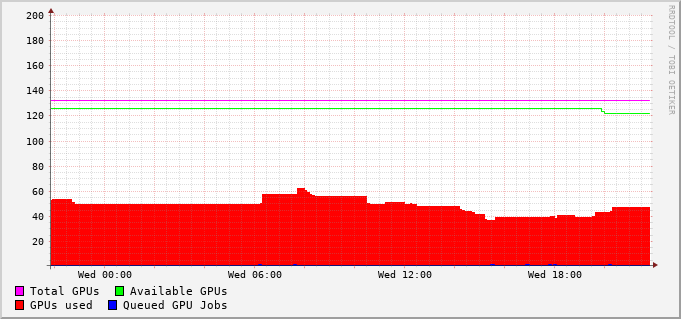 200
180
160
140
120
100
80
60
40
20
Wed 00:00 Wed 06:00 Wed 12:00 Wed 18:00
Total GPUs Available GPUs
GPUs used Queued GPU Jobs
RRDTOOL / TOBI OETIKER